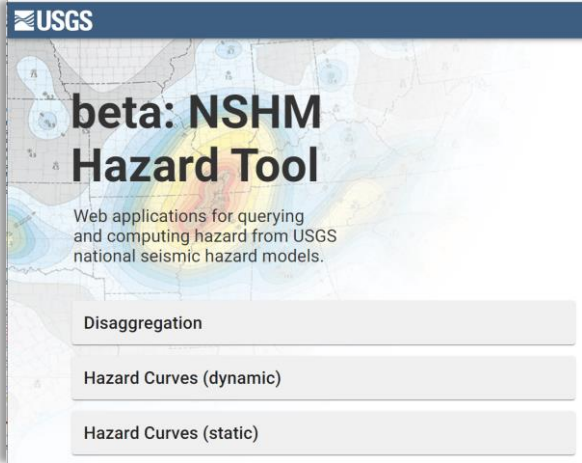 USGS
beta: NSHM
Hazard Tool
Web applications for querying
and computing hazard from USGS
national seismic hazard models.
Disaggregation
Hazard Curves (dynamic)
Hazard Curves (static)